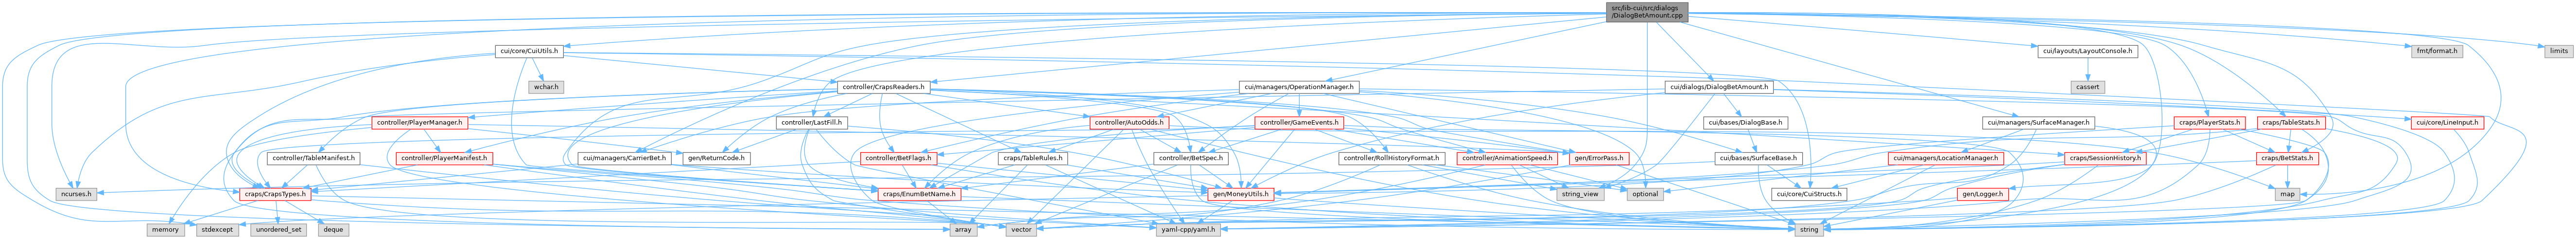 src/lib-cui/src/dialogs
/DialogBetAmount.cpp
cui/core/CuiUtils.h
cui/layouts/LayoutConsole.h
fmt/format.h
limits
wchar.h
controller/CrapsReaders.h
cui/managers/OperationManager.h
cui/dialogs/DialogBetAmount.h
cassert
controller/PlayerManager.h
controller/LastFill.h
controller/AutoOdds.h
controller/GameEvents.h
cui/bases/DialogBase.h
cui/managers/SurfaceManager.h
craps/PlayerStats.h
craps/TableStats.h
cui/core/LineInput.h
controller/TableManifest.h
controller/PlayerManifest.h
cui/managers/CarrierBet.h
gen/ReturnCode.h
controller/BetFlags.h
craps/TableRules.h
controller/BetSpec.h
controller/RollHistoryFormat.h
controller/AnimationSpeed.h
gen/ErrorPass.h
cui/bases/SurfaceBase.h
cui/managers/LocationManager.h
craps/SessionHistory.h
craps/BetStats.h
ncurses.h
craps/CrapsTypes.h
craps/EnumBetName.h
gen/MoneyUtils.h
string_view
optional
cui/core/CuiStructs.h
gen/Logger.h
map
memory
stdexcept
unordered_set
deque
array
vector
yaml-cpp/yaml.h
string